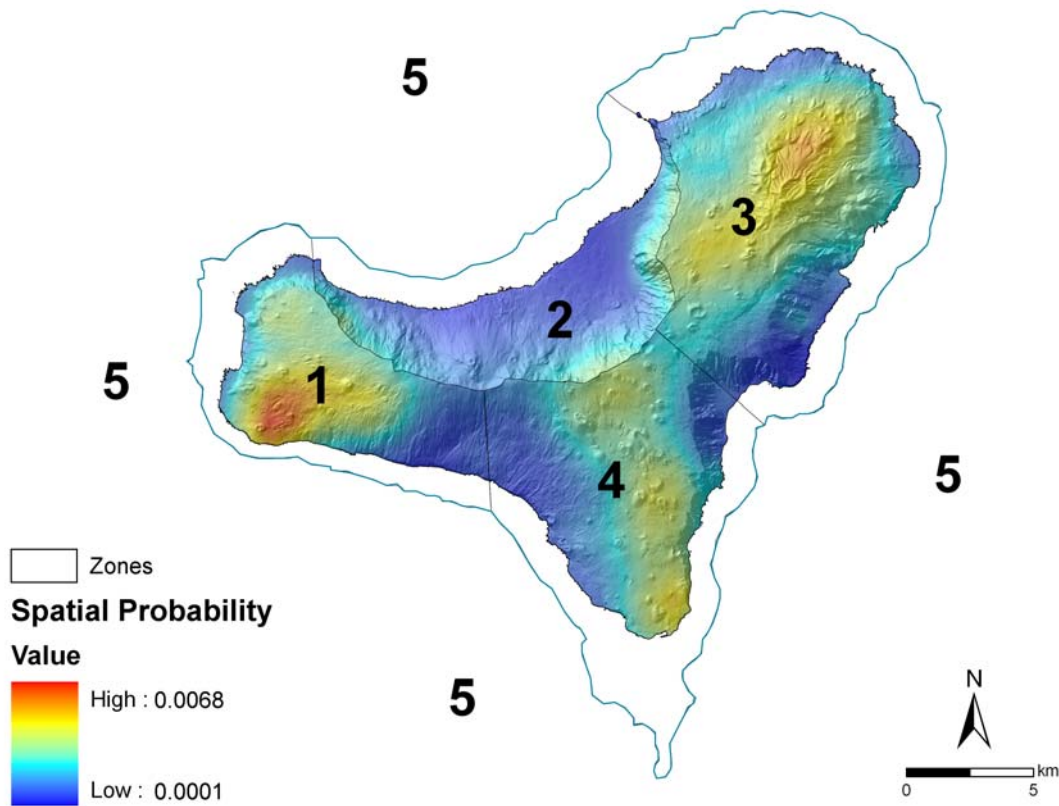 5
3
2
1
5
4
5
5
Zones
Spatial Probability
Value
High : 0.0068
Low : 0.0001
N
km
0 5